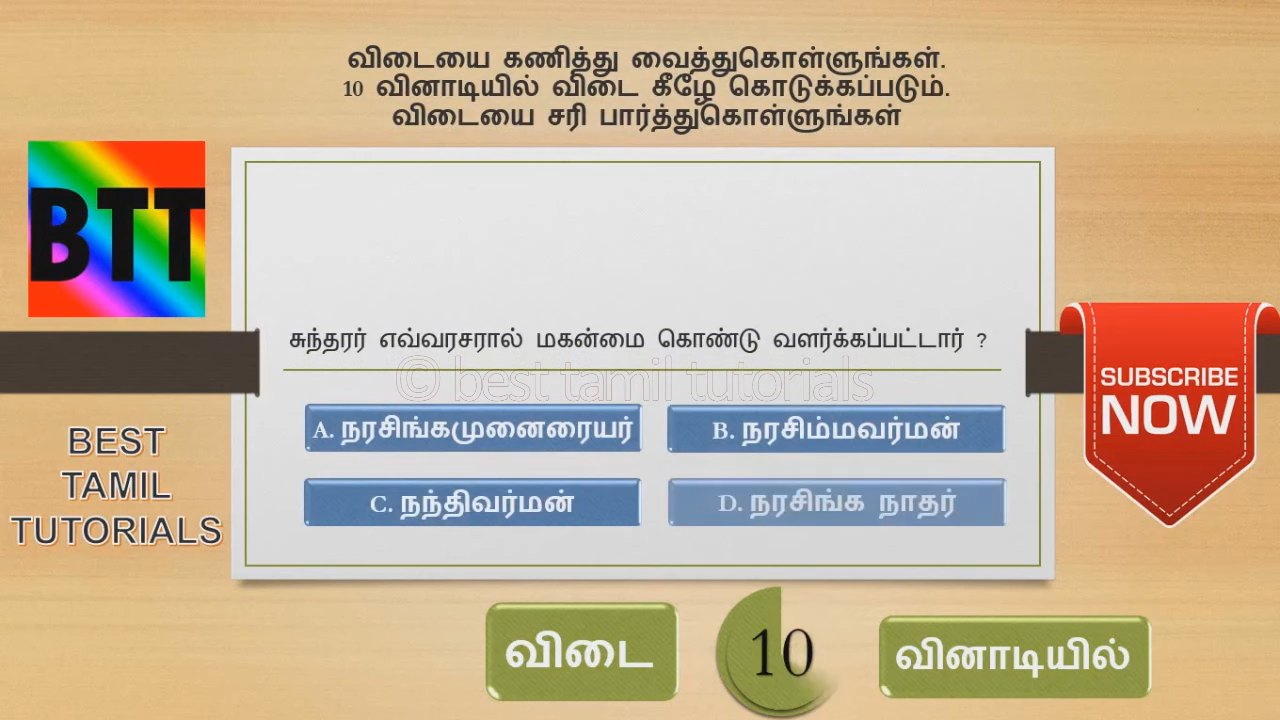 விடையை கணித்து வைத்துகொள்ளுங்கள்.
10 வினாடியில் விடை கீழே கொடுக்கப்படும்.
விடையை சரி பார்த்துகொள்ளுங்கள்
BTT
சுந்தரர் எவ்வரசரால் மகன்மை கொண்டு வளர்க்கப்பட்டார் ?
© best tamil tutorials
A. நரசிங்கமுனைரையர்
B. நரசிம்மவர்மன்
C. நந்திவர்மன்
D. நரசிங்க நாதர்
SUBSCRIBE
NOW
BEST
TAMIL
TUTORIALS
விடை
10
வினாடியில்